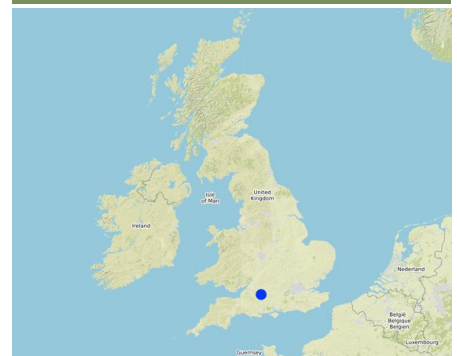 Isle
of Man
United
Kingdom
Ireland
Nederland
België
Belgique
Belgien
Luxembourg
Guernsey